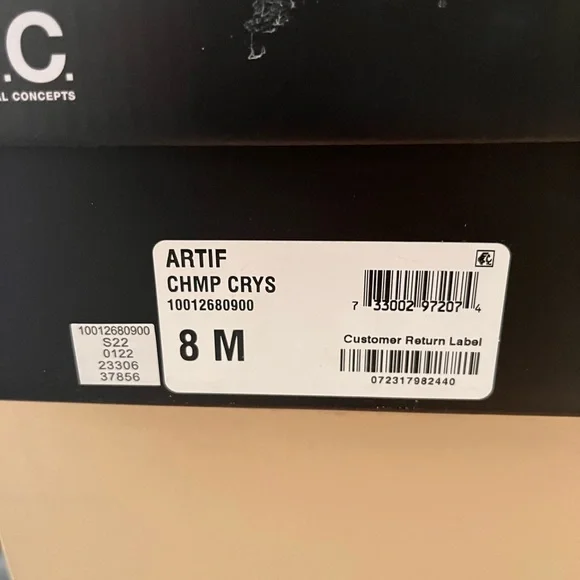 .C.
AL CONCEPTS
ARTIF
CHMP CRYS
10012680900
8 M
7 33002 97207 4
Customer Return Label
072317982440
10012680900
S22
0122
23306
37856